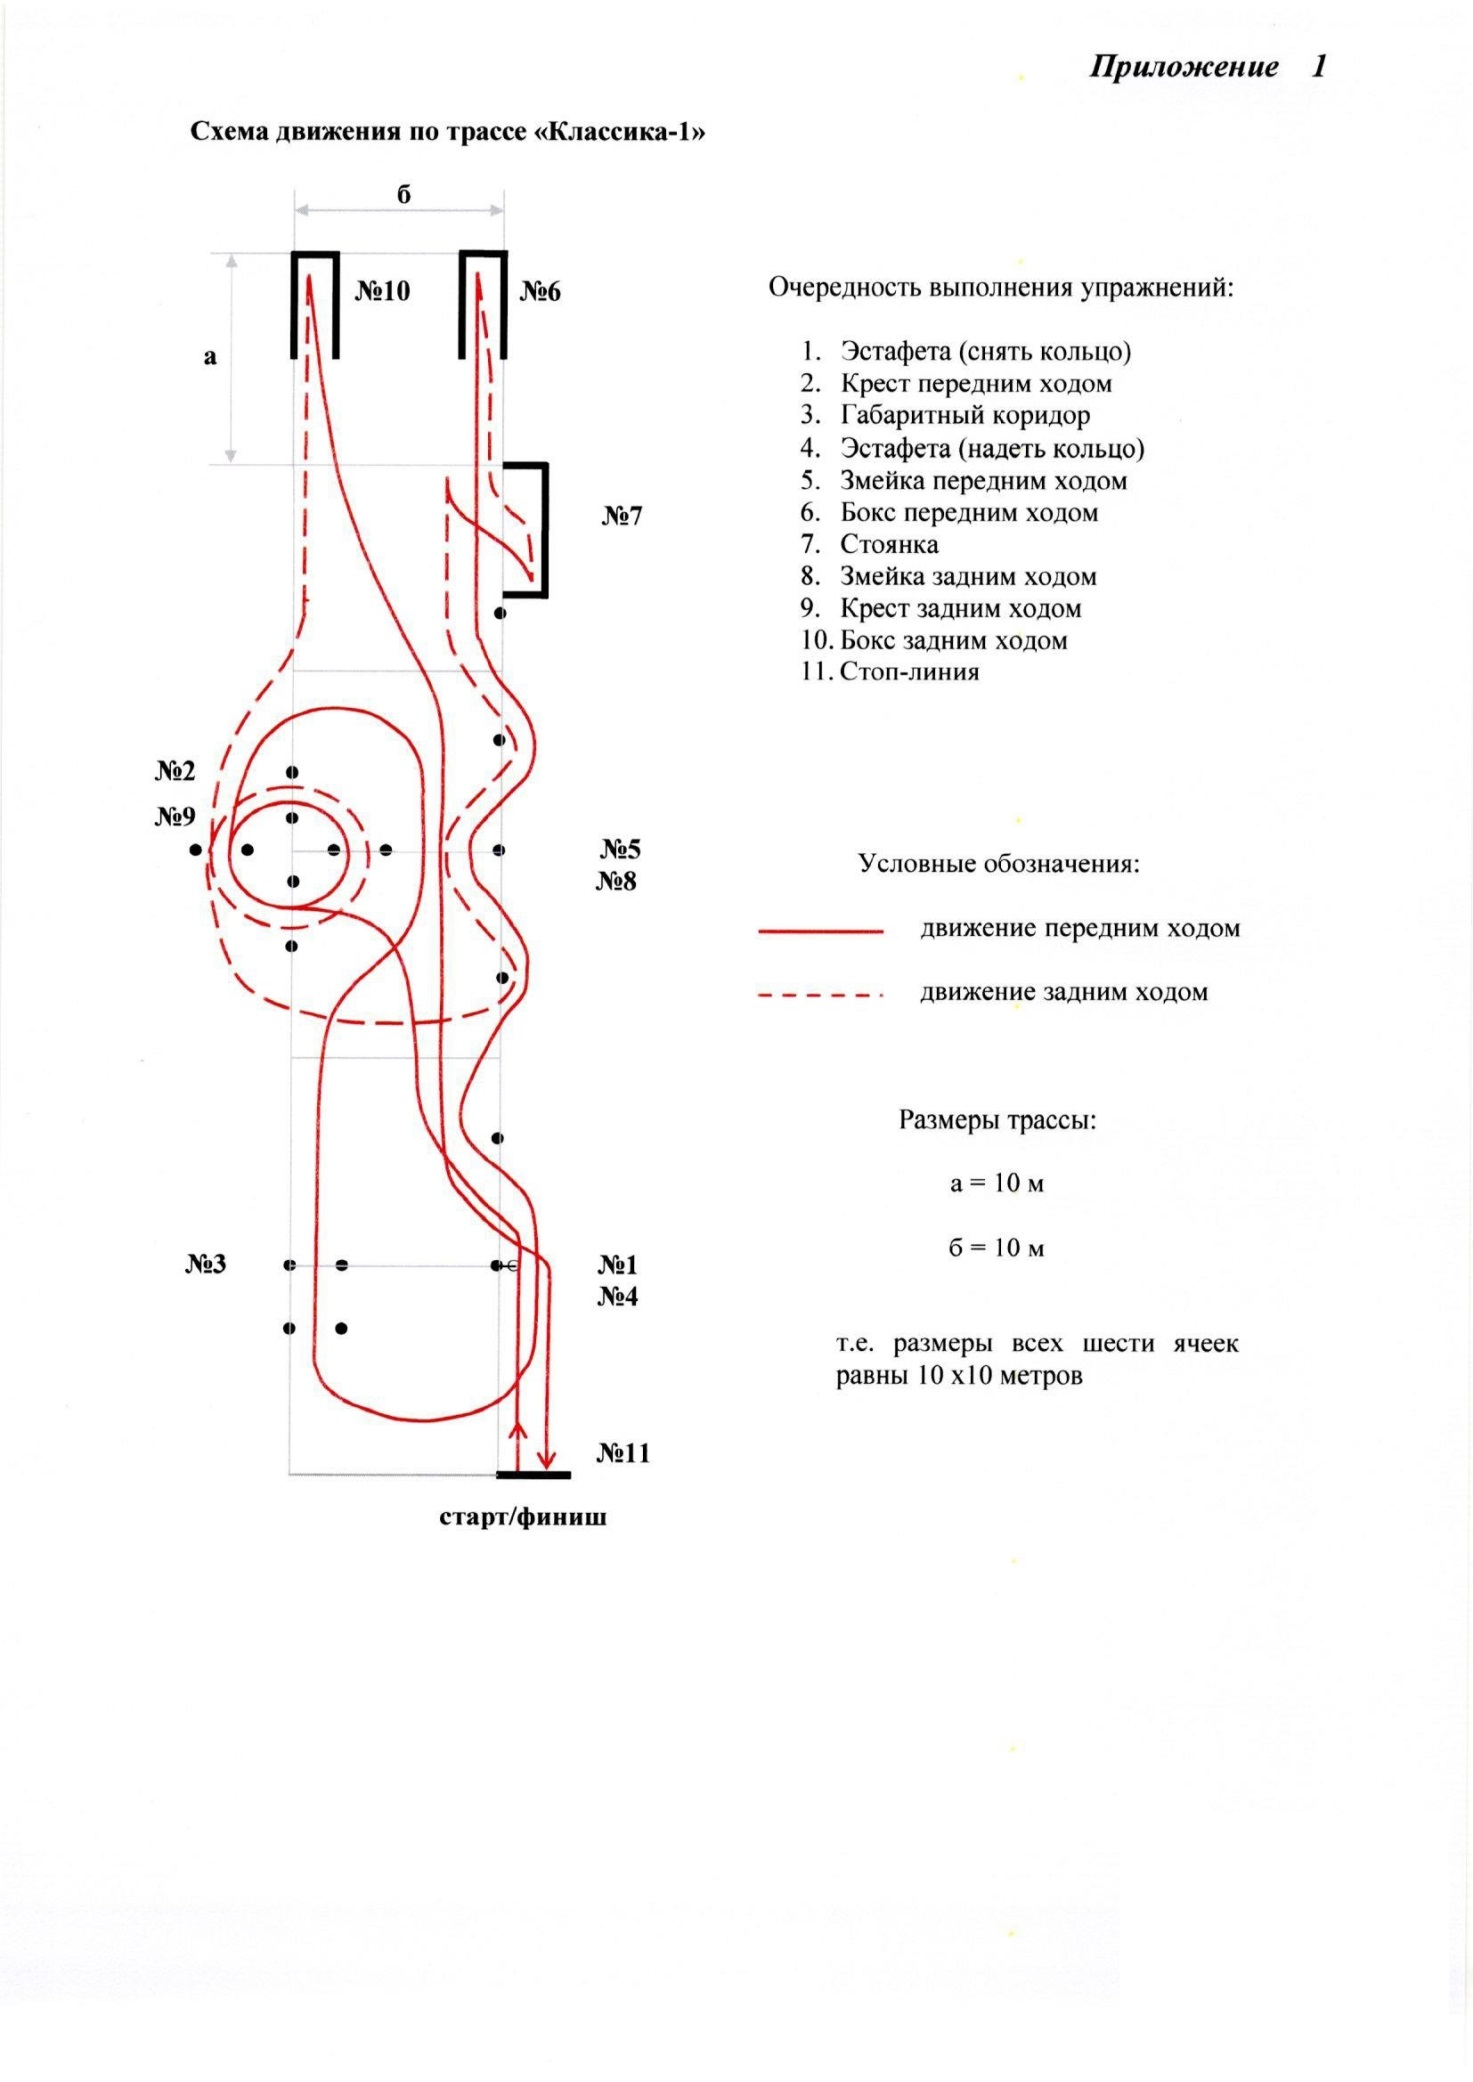 Приложение 1
Схема движения по трассе «Классика-1»
б
№10
№6
а
№7
№2
№9
№5
№8
№3
№1
№4
№11
старт/финиш
Очередность выполнения упражнений:
1. Эстафета (снять кольцо)
2. Крест передним ходом
3. Габаритный коридор
4. Эстафета (надеть кольцо)
5. Змейка передним ходом
6. Бокс передним ходом
7. Стоянка
8. Змейка задним ходом
9. Крест задним ходом
10. Бокс задним ходом
11. Стоп-линия
Условные обозначения:
движение передним ходом
движение задним ходом
Размеры трассы:
а = 10 м
б = 10 м
т.е. размеры всех шести ячеек
равны 10 х10 метров